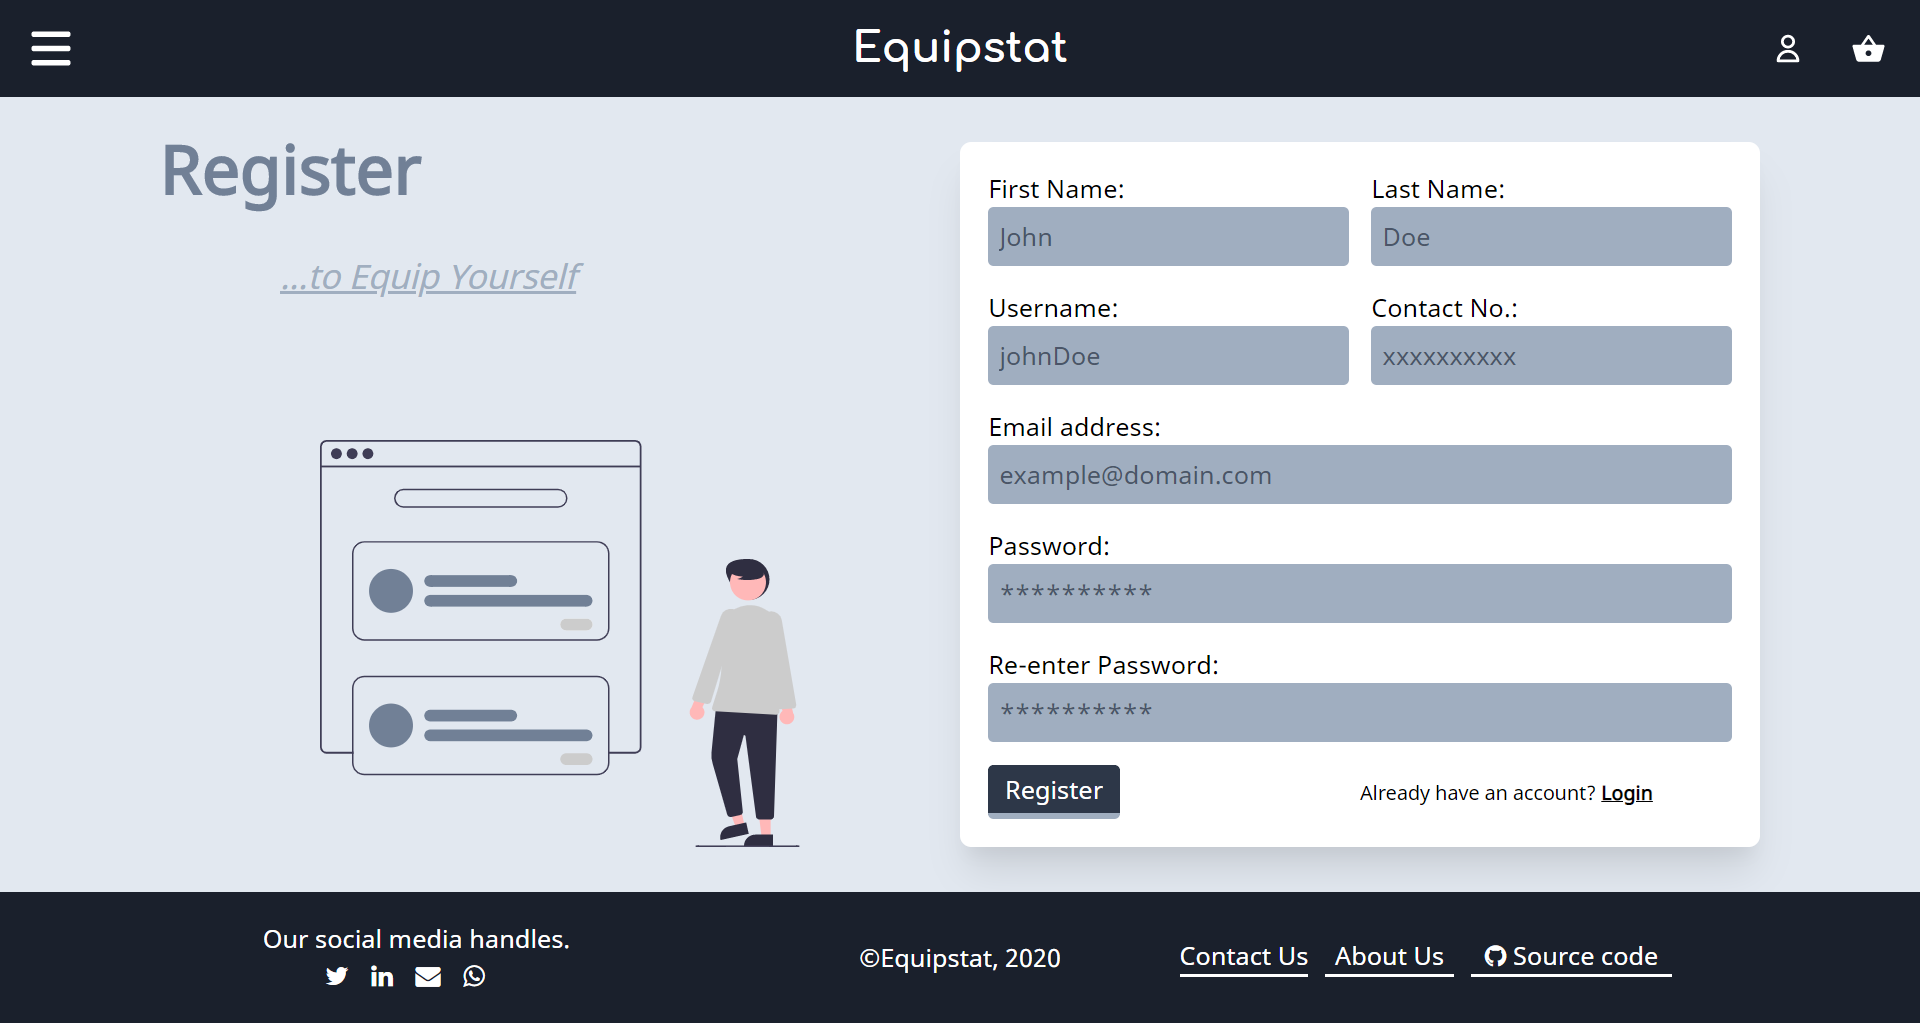 Equipstat
Register
...to Equip Yourself
First Name:
Last Name:
John
Doe
Username:
Contact No.:
johnDoe
xxxxxxxxxx
Email address:
example@domain.com
Password:
**********
Re-enter Password:
**********
Register
Already have an account? Login
Our social media handles.
©Equipstat, 2020
Contact Us
About Us
Source code